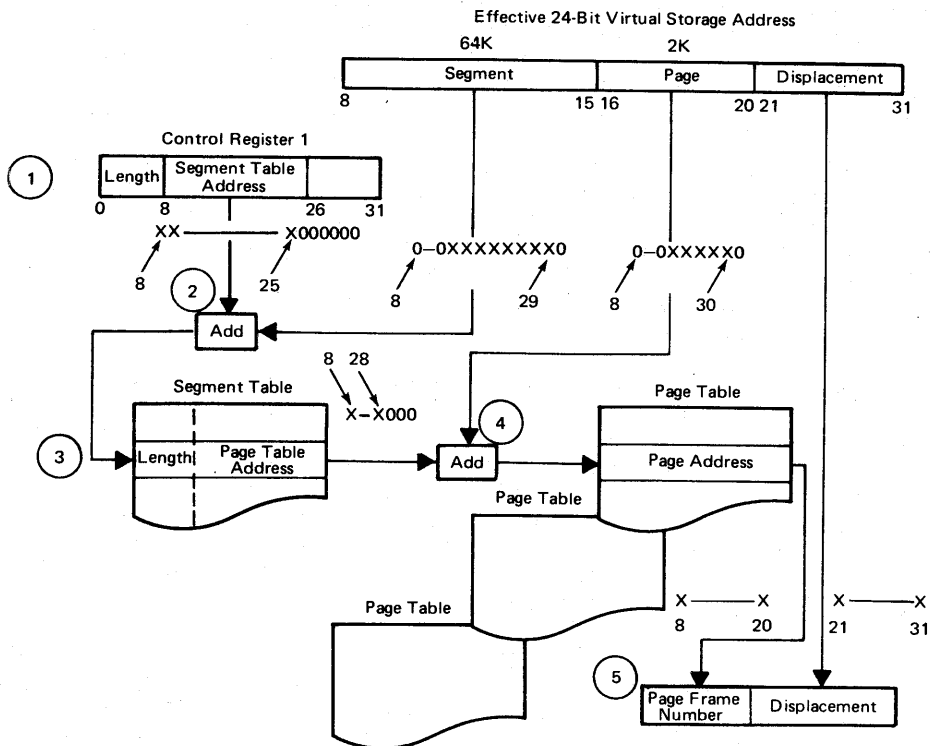 Effective 24-Bit Virtual Storage Address
64K 2K
Segment Page Displacement
8 15 16 20 21 31
Control Register 1
1
Length Segment Table
Address
0 8 26 31
XX X000000
8 25
0–0XXXXXXXX0
8 29
0–0XXXXX0
8 30
2
Add
8 28
X–X000
Segment Table
3
Length Page Table
Address
4
Add
Page Table
Page Address
Page Table
Page Table
X X
8 20
X X
21 31
5
Page Frame
Number
Displacement